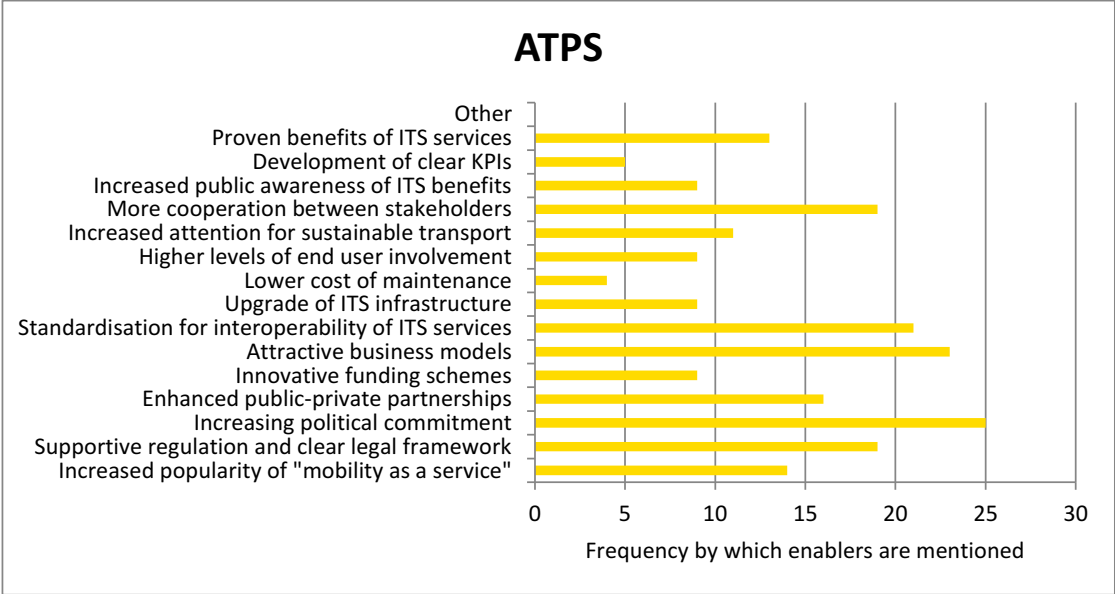 ATPS
Other
Proven benefits of ITS services
Development of clear KPIs
Increased public awareness of ITS benefits
More cooperation between stakeholders
Increased attention for sustainable transport
Higher levels of end user involvement
Lower cost of maintenance
Upgrade of ITS infrastructure
Standardisation for interoperability of ITS services
Attractive business models
Innovative funding schemes
Enhanced public-private partnerships
Increasing political commitment
Supportive regulation and clear legal framework
Increased popularity of "mobility as a service"
0 5 10 15 20 25 30
Frequency by which enablers are mentioned